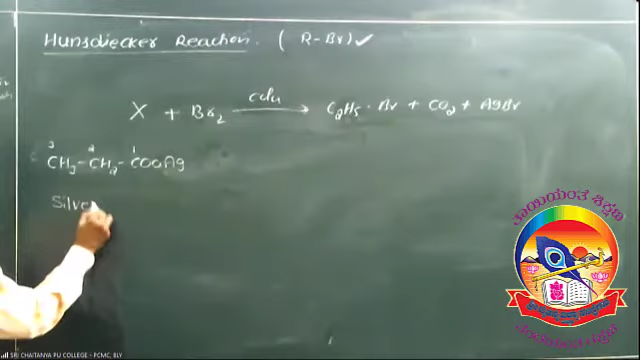 Hunsdiecker Reaction. ( R-Br) ✓
X + Br₂ —CCl₄→ C₂H₅·Br + CO₂ + AgBr
3 2 1
CH₃-CH₂-COOAg
Silve
ತಾಯಿಯಂತ ಶಿಕ್ಷಣ
SRI CHAITANYA PU COLLEGE - PCMC, BLY